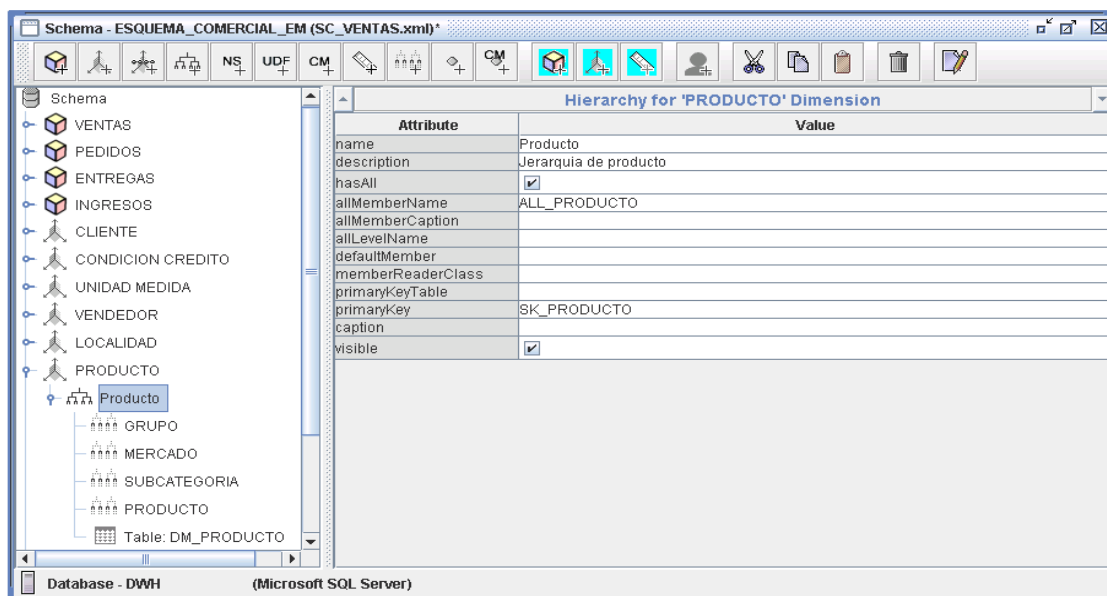 Schema - ESQUEMA_COMERCIAL_EM (SC_VENTAS.xml)*
NS UDF CM CM
Schema
VENTAS
PEDIDOS
ENTREGAS
INGRESOS
CLIENTE
CONDICION CREDITO
UNIDAD MEDIDA
VENDEDOR
LOCALIDAD
PRODUCTO
Producto
GRUPO
MERCADO
SUBCATEGORIA
PRODUCTO
Table: DM_PRODUCTO
Hierarchy for 'PRODUCTO' Dimension
Attribute Value
name Producto
description Jerarquia de producto
hasAll
allMemberName ALL_PRODUCTO
allMemberCaption
allLevelName
defaultMember
memberReaderClass
primaryKeyTable
primaryKey SK_PRODUCTO
caption
visible
Database - DWH (Microsoft SQL Server)